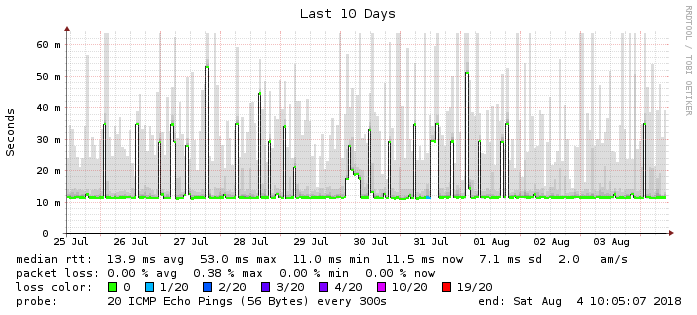 Last 10 Days
RRDTOOL / TOBI OETIKER
Seconds
60 m
50 m
40 m
30 m
20 m
10 m
0
25 Jul 26 Jul 27 Jul 28 Jul 29 Jul 30 Jul 31 Jul 01 Aug 02 Aug 03 Aug
median rtt: 13.9 ms avg 53.0 ms max 11.0 ms min 11.5 ms now 7.1 ms sd 2.0 am/s
packet loss: 0.00 % avg 0.38 % max 0.00 % min 0.00 % now
loss color: 0 1/20 2/20 3/20 4/20 10/20 19/20
probe: 20 ICMP Echo Pings (56 Bytes) every 300s end: Sat Aug 4 10:05:07 2018